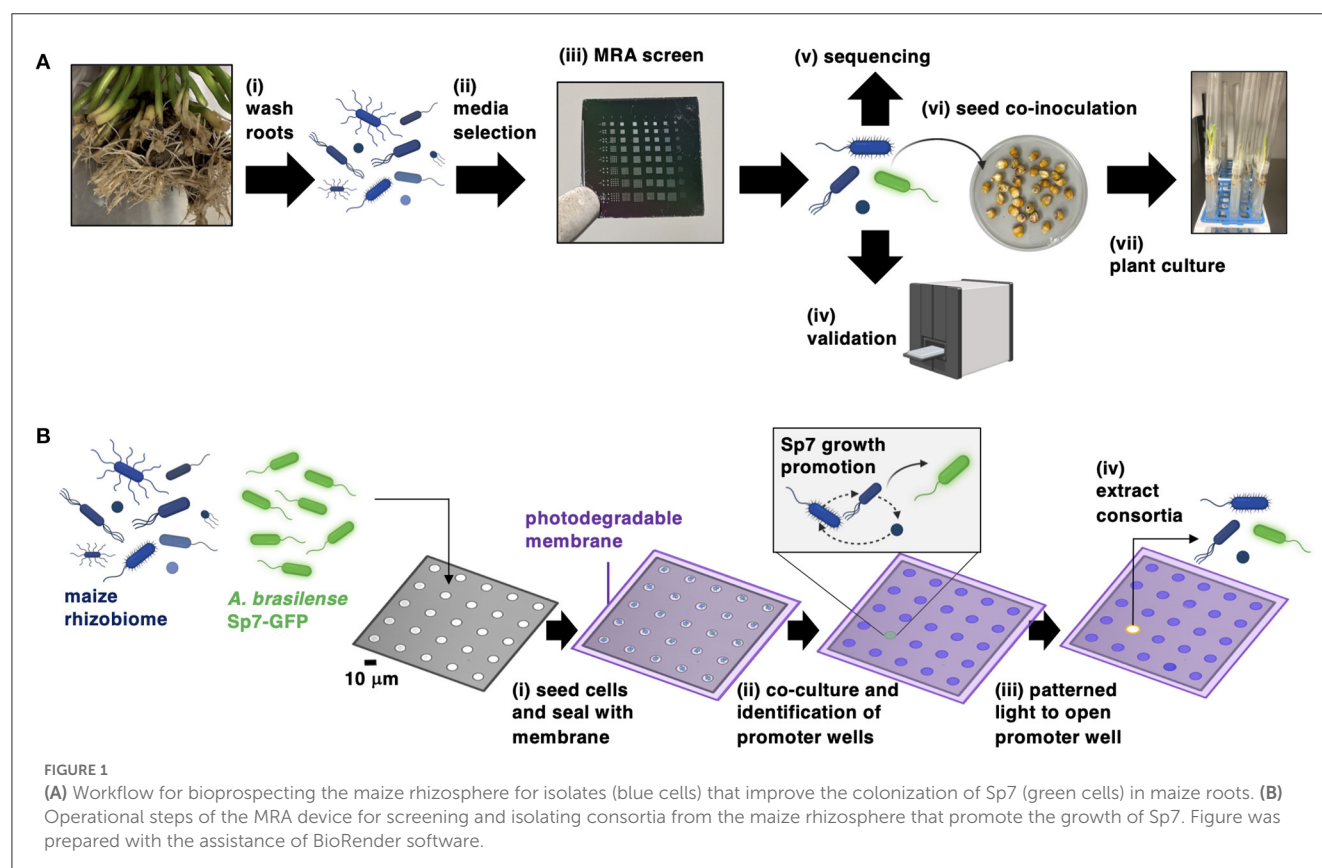 A
(i)
wash
roots
(ii)
media
selection
(iii) MRA screen
(v) sequencing
(vi) seed co-inoculation
(iv)
validation
(vii)
plant culture
B
maize
rhizobiome
A. brasilense
Sp7-GFP
10 μm
photodegradable
membrane
(i) seed cells
and seal with
membrane
Sp7 growth
promotion
(ii) co-culture and
identification of
promoter wells
(iii) patterned
light to open
promoter well
(iv)
extract
consortia
FIGURE 1
(A) Workflow for bioprospecting the maize rhizosphere for isolates (blue cells) that improve the colonization of Sp7 (green cells) in maize roots. (B)
Operational steps of the MRA device for screening and isolating consortia from the maize rhizosphere that promote the growth of Sp7. Figure was
prepared with the assistance of BioRender software.